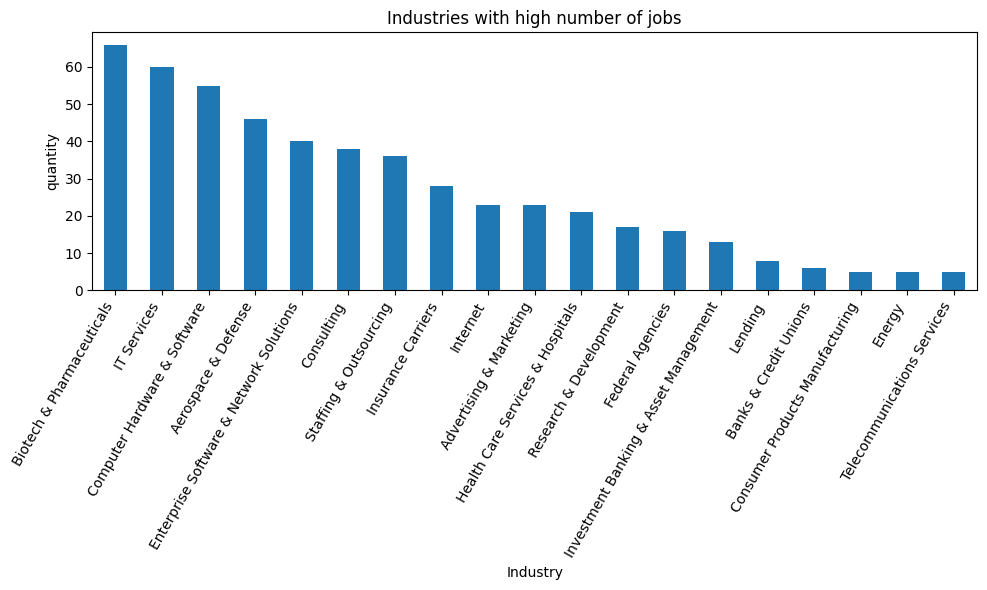 Industries with high number of jobs
quantity
60
50
40
30
20
10
0
Biotech & Pharmaceuticals
IT Services
Computer Hardware & Software
Aerospace & Defense
Enterprise Software & Network Solutions
Consulting
Staffing & Outsourcing
Insurance Carriers
Internet
Advertising & Marketing
Health Care Services & Hospitals
Research & Development
Federal Agencies
Investment Banking & Asset Management
Lending
Banks & Credit Unions
Consumer Products Manufacturing
Energy
Telecommunications Services
Industry